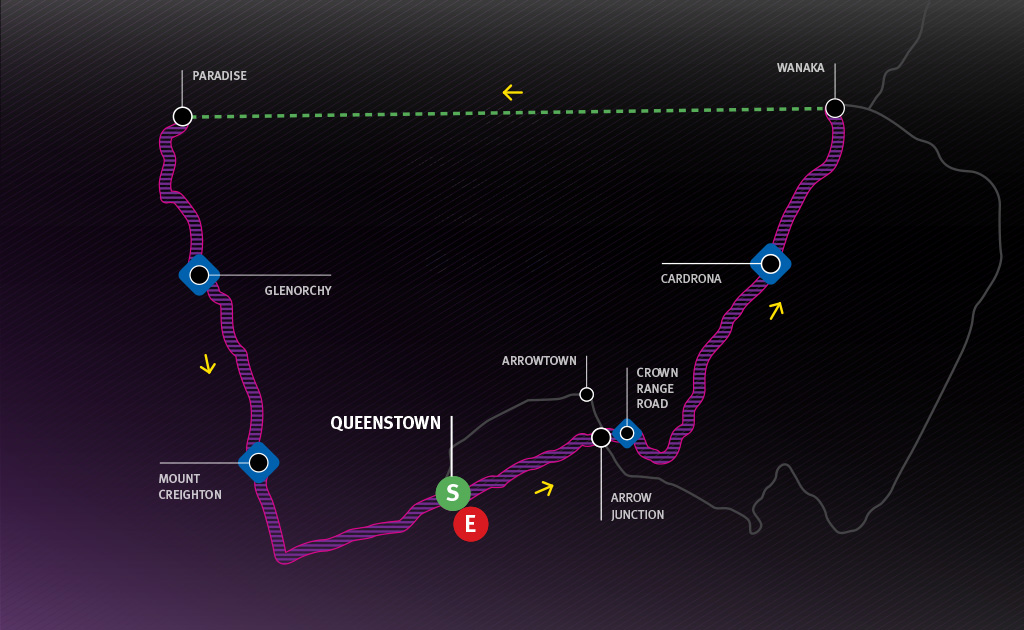 PARADISE
WANAKA
GLENORCHY
CARDRONA
ARROWTOWN
CROWN
RANGE
ROAD
QUEENSTOWN
MOUNT
CREIGHTON
S
E
ARROW
JUNCTION